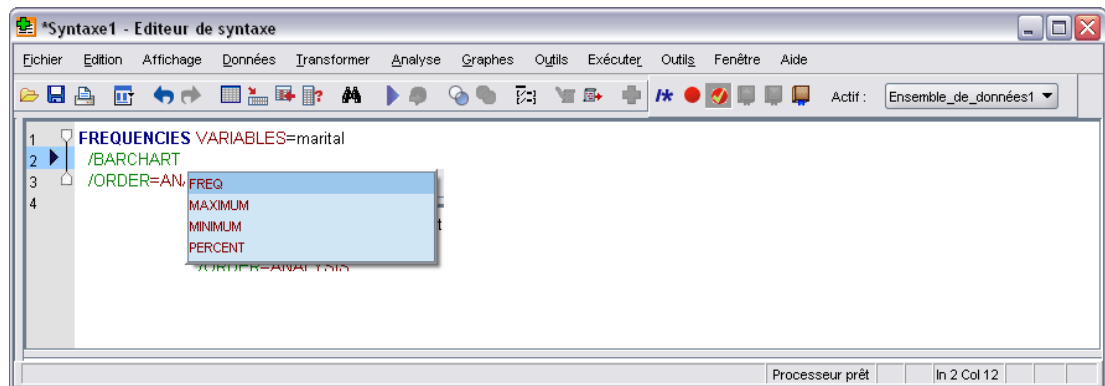 *Syntaxe1 - Editeur de syntaxe
Fichier Edition Affichage Données Transformer Analyse Graphes Outils Exécuter Outils Fenêtre Aide
Actif : Ensemble_de_données1
1 FREQUENCIES VARIABLES=marital
2 /BARCHART
3 /ORDER=ANA
4
FREQ
MAXIMUM
MINIMUM
PERCENT
t
/ORDER=ANALYSIS
Processeur prêt In 2 Col 12